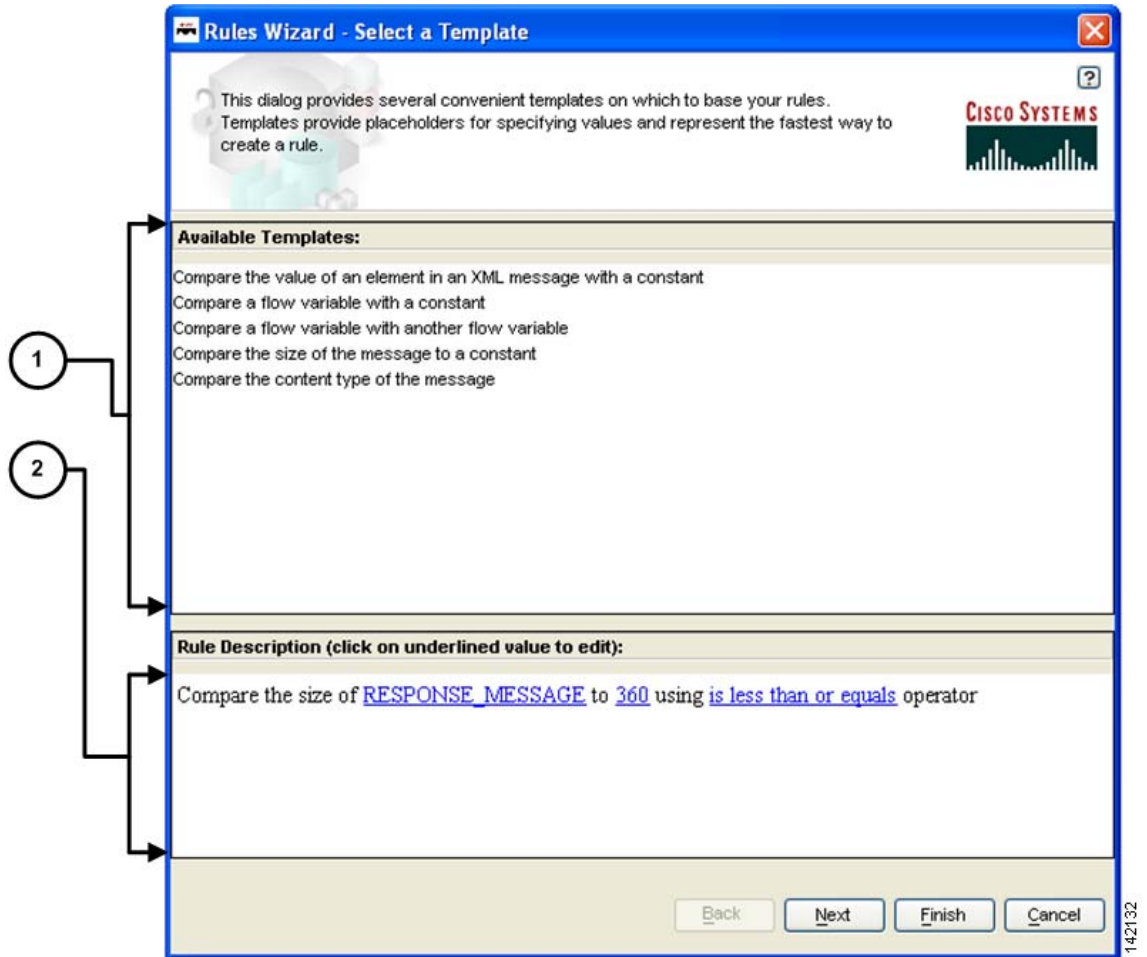 Rules Wizard - Select a Template
?
This dialog provides several convenient templates on which to base your rules.
Templates provide placeholders for specifying values and represent the fastest way to
create a rule.
CISCO SYSTEMS
Available Templates:
Compare the value of an element in an XML message with a constant
Compare a flow variable with a constant
Compare a flow variable with another flow variable
Compare the size of the message to a constant
Compare the content type of the message
1
2
Rule Description (click on underlined value to edit):
Compare the size of RESPONSE_MESSAGE to 360 using is less than or equals operator
Back
Next
Finish
Cancel
142132